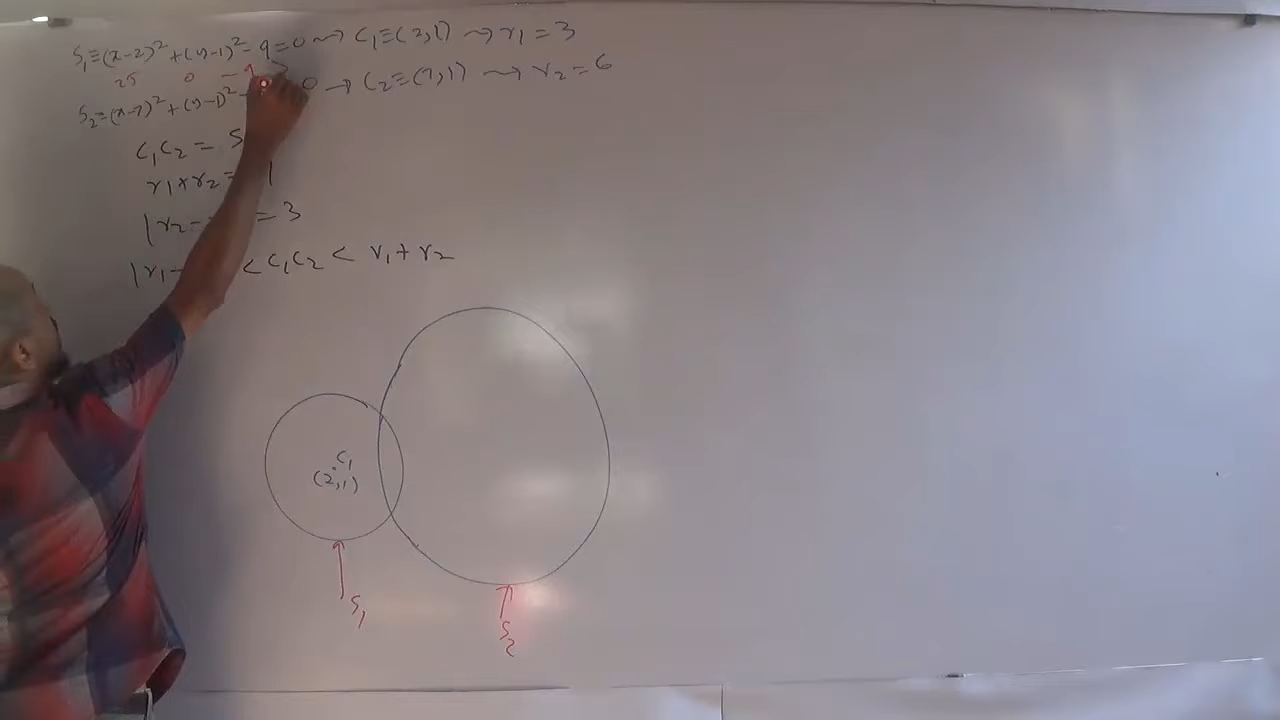 S₁≡(x-2)²+(y-1)²-9=0 ⇝ C₁≡(2,1) ⇝ r₁=3
25 0 -
S₂≡(x-7)²+(y-1)²- 0 → C₂≡(7,1) ⇝ r₂=6
C₁C₂ = 5
r₁+r₂=
|r₂- =3
|r₁- < C₁C₂ < r₁+r₂
C₁
(2,1)
S₁
S₂